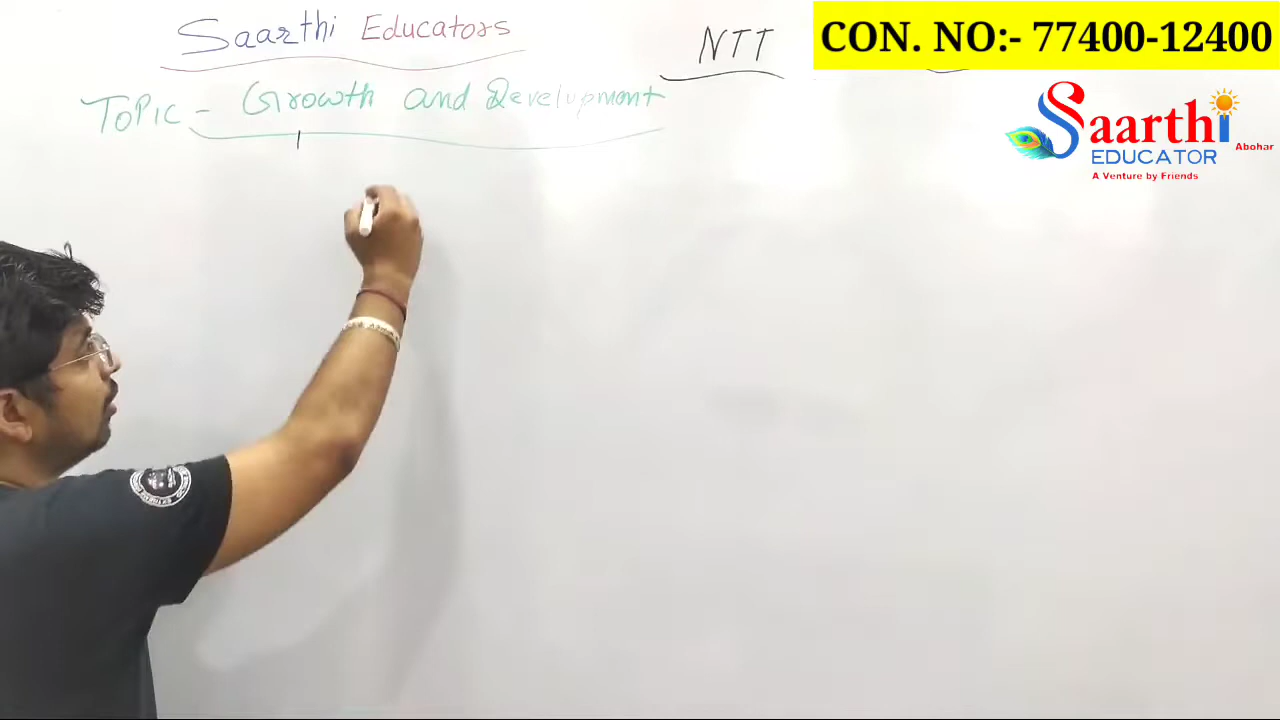 Saarthi Educators
NTT
CON. NO:- 77400-12400
Topic - Growth and Development
Saarthi
EDUCATOR
Abohar
A Venture by Friends